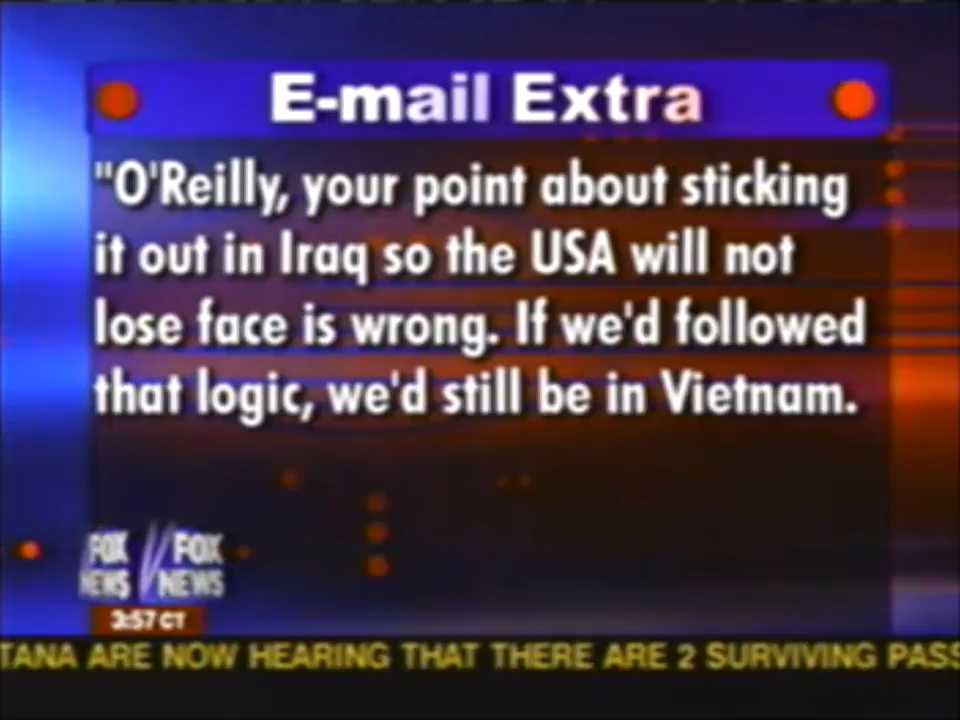 E-mail Extra
"O'Reilly, your point about sticking
it out in Iraq so the USA will not
lose face is wrong. If we'd followed
that logic, we'd still be in Vietnam.
FOX FOX
NEWS NEWS
3:57 CT
TANA ARE NOW HEARING THAT THERE ARE 2 SURVIVING PASS